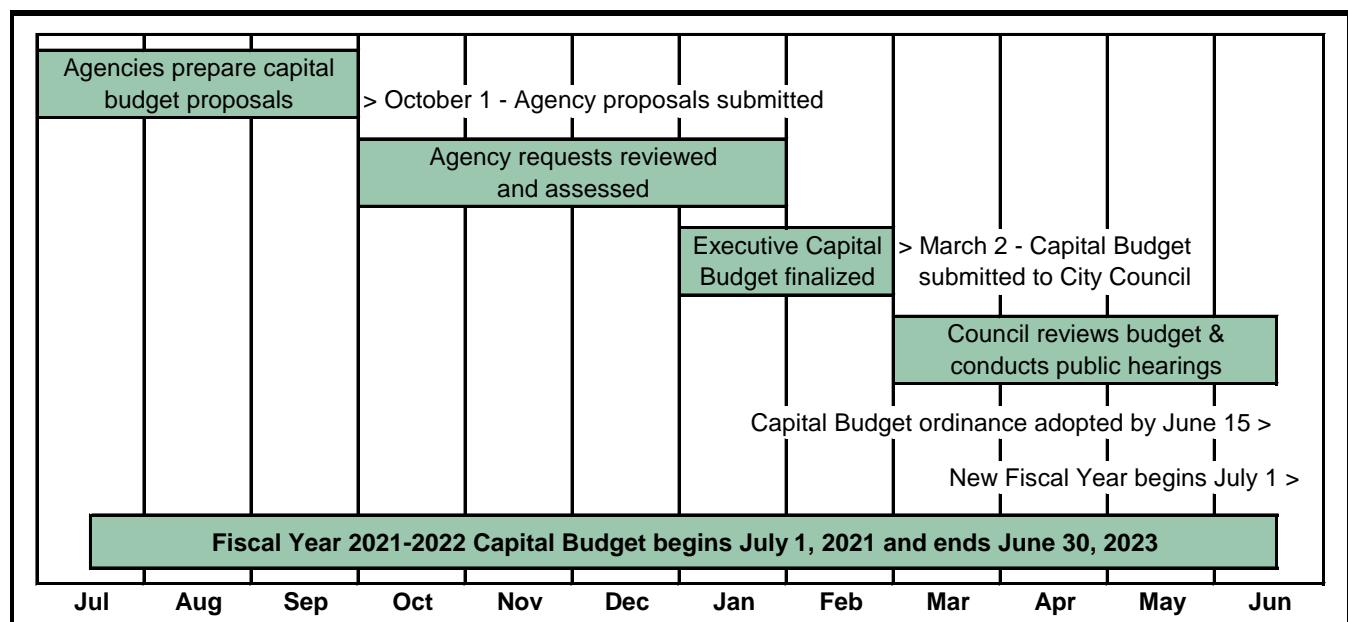 Agencies prepare capital
budget proposals
> October 1 - Agency proposals submitted
Agency requests reviewed
and assessed
Executive Capital
Budget finalized
> March 2 - Capital Budget
submitted to City Council
Council reviews budget &
conducts public hearings
Capital Budget ordinance adopted by June 15 >
New Fiscal Year begins July 1 >
Fiscal Year 2021-2022 Capital Budget begins July 1, 2021 and ends June 30, 2023
Jul Aug Sep Oct Nov Dec Jan Feb Mar Apr May Jun